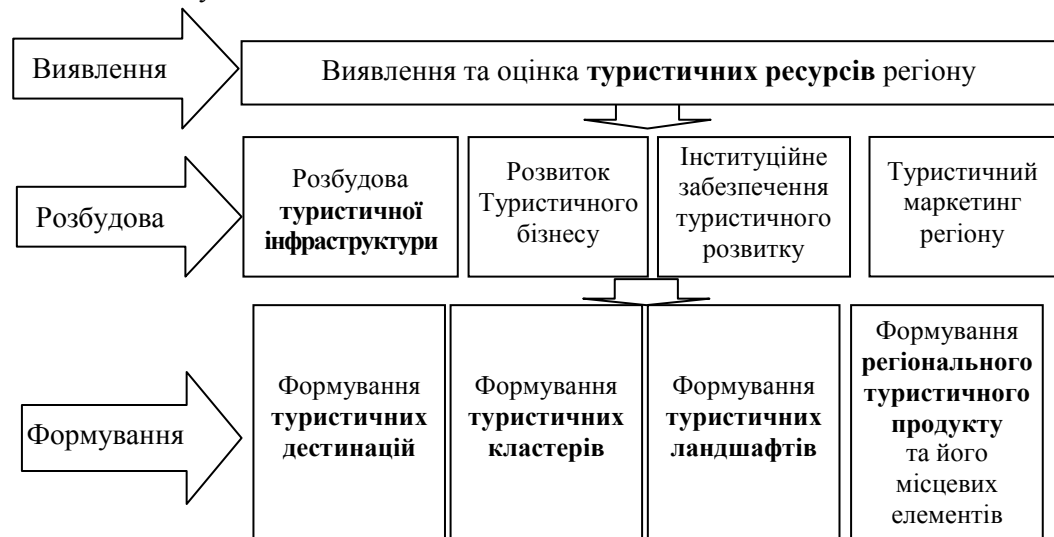 Виявлення
Виявлення та оцінка туристичних ресурсів регіону
Розбудова
Розбудова
туристичної
інфраструктури
Розвиток
Туристичного
бізнесу
Інституційне
забезпечення
туристичного
розвитку
Туристичний
маркетинг
регіону
Формування
Формування
туристичних
дестинацій
Формування
туристичних
кластерів
Формування
туристичних
ландшафтів
Формування
регіонального
туристичного
продукту
та його
місцевих
елементів